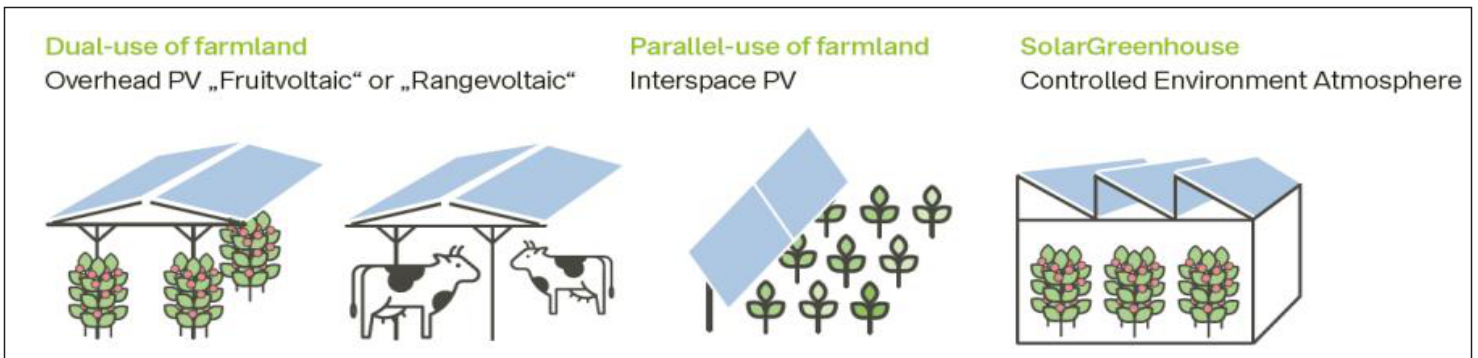 Dual-use of farmland
Overhead PV „Fruitvoltaic“ or „Rangevoltaic“
Parallel-use of farmland
Interspace PV
SolarGreenhouse
Controlled Environment Atmosphere